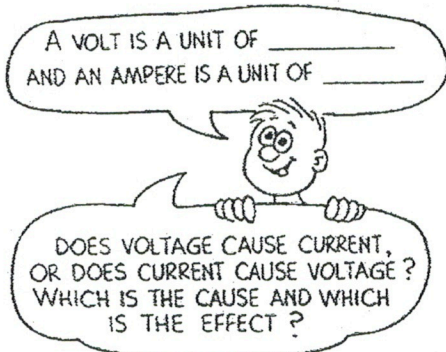 A VOLT IS A UNIT OF __________
AND AN AMPERE IS A UNIT OF ________
DOES VOLTAGE CAUSE CURRENT,
OR DOES CURRENT CAUSE VOLTAGE?
WHICH IS THE CAUSE AND WHICH
IS THE EFFECT?